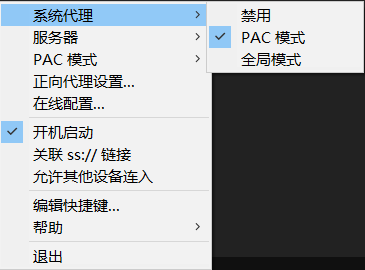 系统代理
服务器
PAC 模式
正向代理设置...
在线配置...
开机启动
关联 ss:// 链接
允许其他设备连入
编辑快捷键...
帮助
退出
禁用
PAC 模式
全局模式